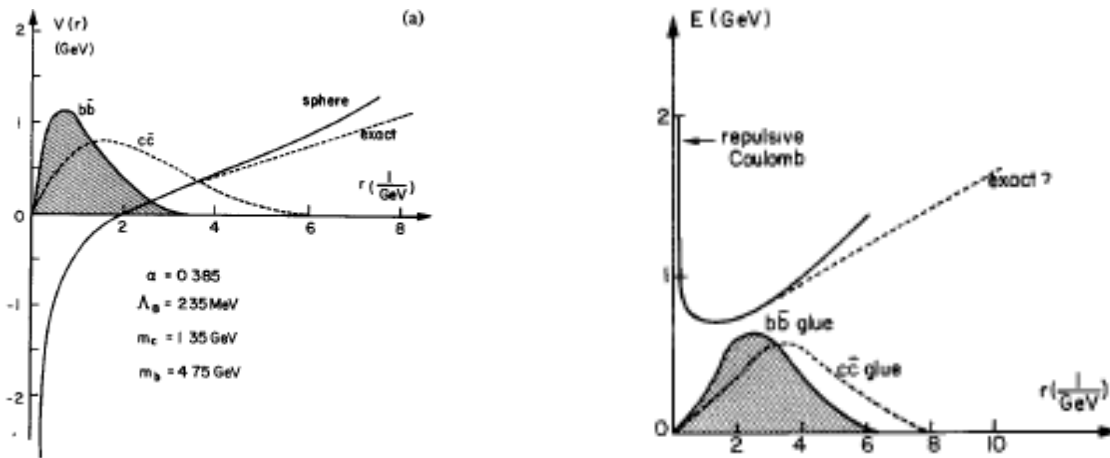 V(r)
(GeV)
(a)
2
1
0
-1
-2
bb̄
cc̄
sphere
exact
r(1/GeV)
2 4 6 8
α = 0 385
Λ_B = 235 MeV
m_c = 1 35 GeV
m_b = 4 75 GeV
E (GeV)
2
repulsive
Coulomb
exact ?
1
bb̄ glue
cc̄ glue
r(1/GeV)
0
2 4 6 8 10